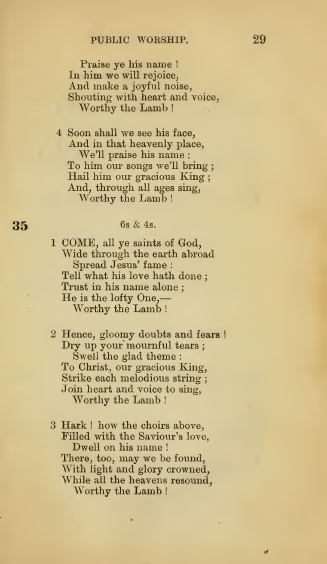 PUBLIC WORSHIP. 29
Praise ye his name !
In him we will rejoice,
And make a joyful noise,
Shouting with heart and voice,
Worthy the Lamb !
4 Soon shall we see his face,
And in that heavenly place,
We'll praise his name :
To him our songs we'll bring ;
Hail him our gracious King ;
And, through all ages sing,
Worthy the Lamb !
35 6s & 4s.
1 COME, all ye saints of God,
Wide through the earth abroad
Spread Jesus' fame :
Tell what his love hath done ;
Trust in his name alone ;
He is the lofty One,—
Worthy the Lamb !
2 Hence, gloomy doubts and fears !
Dry up your mournful tears ;
Swell the glad theme :
To Christ, our gracious King,
Strike each melodious string ;
Join heart and voice to sing,
Worthy the Lamb !
3 Hark ! how the choirs above,
Filled with the Saviour's love,
Dwell on his name !
There, too, may we be found,
With light and glory crowned,
While all the heavens resound,
Worthy the Lamb !